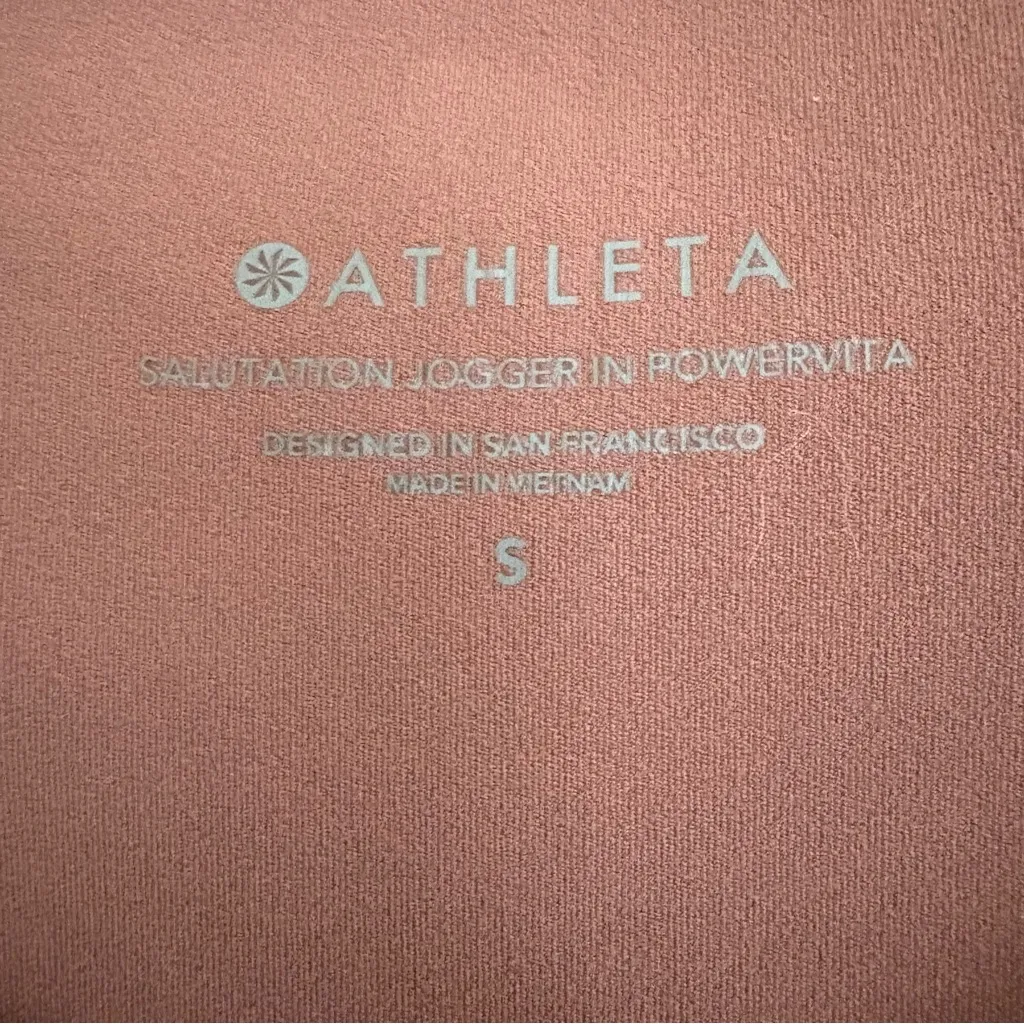 ATHLETA
SALUTATION JOGGER IN POWERVITA
DESIGNED IN SAN FRANCISCO
MADE IN VIETNAM
S